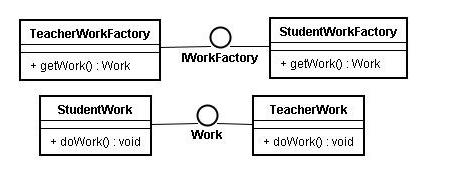 TeacherWorkFactory
+ getWork() : Work
IWorkFactory
StudentWorkFactory
+ getWork() : Work
StudentWork
+ doWork() : void
Work
TeacherWork
+ doWork() : void